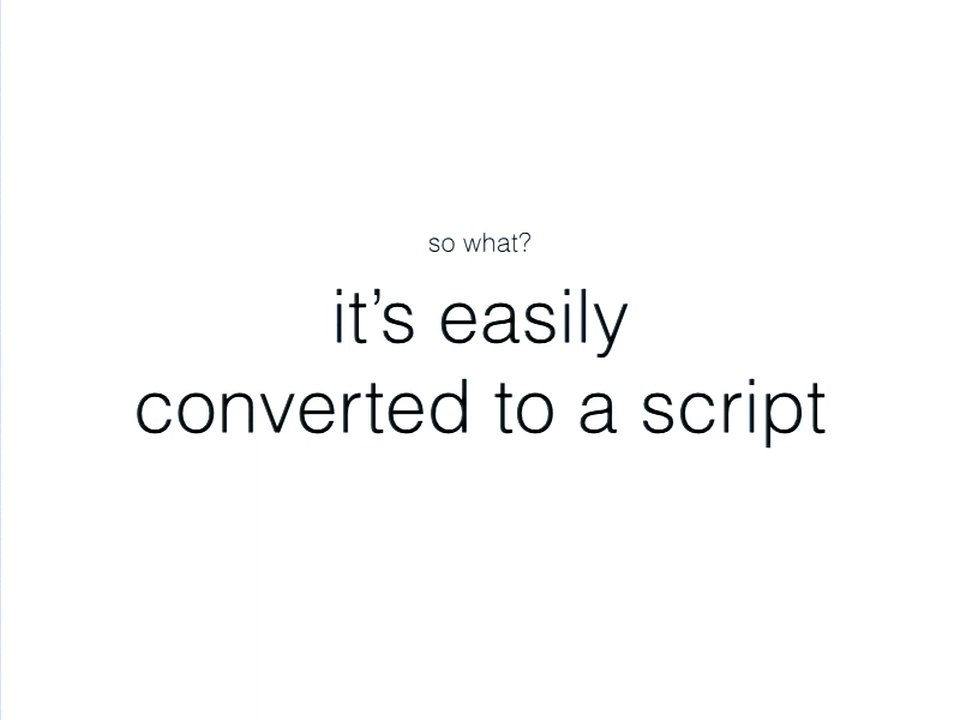 so what?
it’s easily
converted to a script